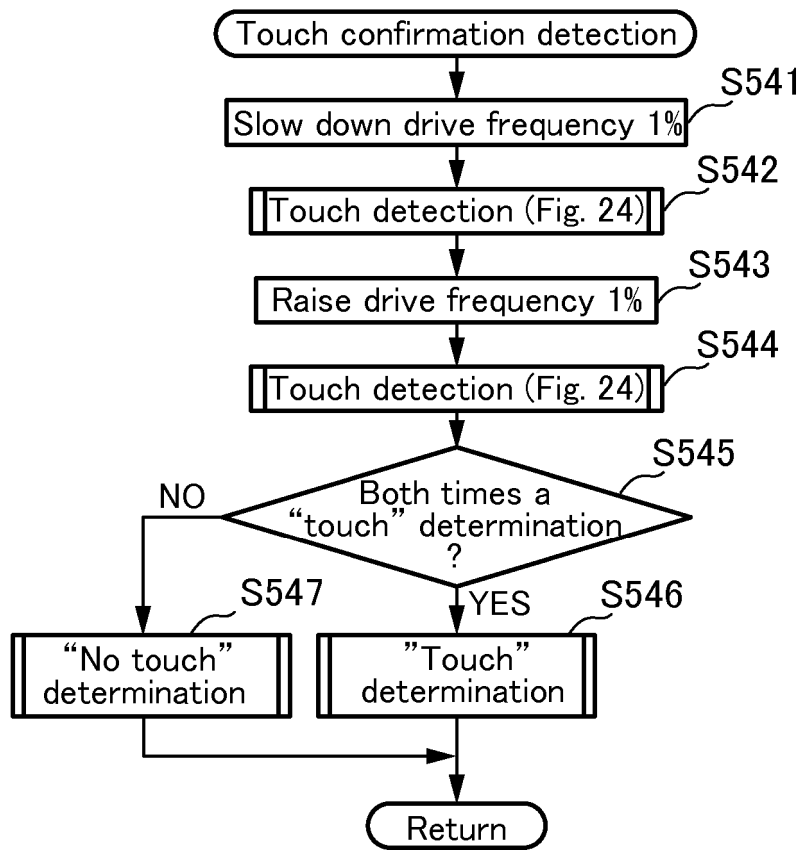 Touch confirmation detection
S541
Slow down drive frequency 1%
S542
Touch detection (Fig. 24)
S543
Raise drive frequency 1%
S544
Touch detection (Fig. 24)
S545
Both times a
“touch” determination
?
NO
YES
S547
“No touch”
determination
S546
”Touch”
determination
Return